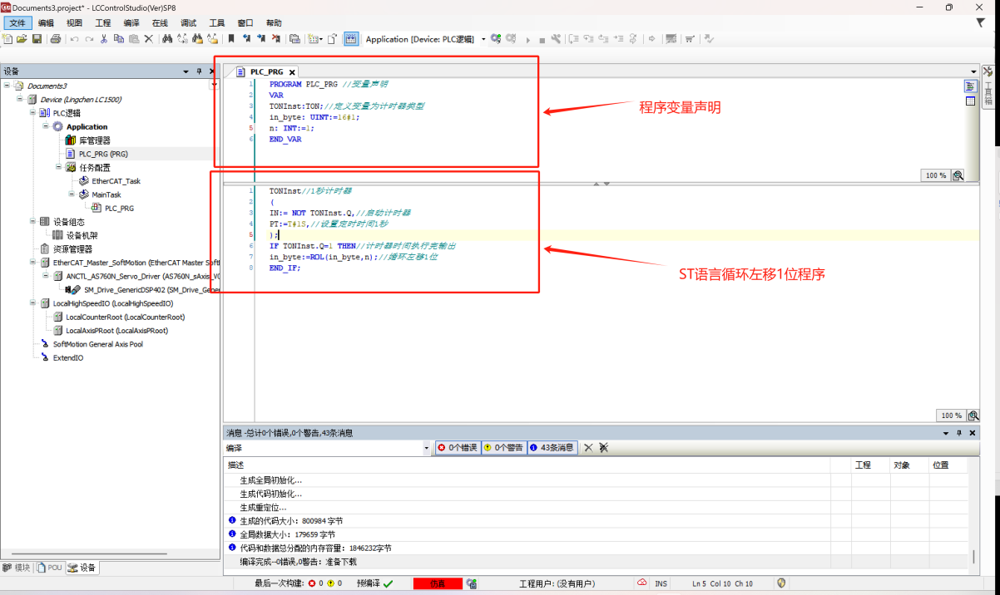 Documents3.project* - LCControlStudio(Ver)SP8
文件 编辑 视图 工程 编译 在线 调试 工具 窗口 帮助
Application [Device: PLC逻辑]
设备
Documents3
Device (Lingchen LC1500)
PLC逻辑
Application
库管理器
PLC_PRG (PRG)
任务配置
EtherCAT_Task
MainTask
PLC_PRG
设备组态
设备机架
资源管理器
EtherCAT_Master_SoftMotion (EtherCAT Master Soft
ANCTL_AS760N_Servo_Driver (AS760N_sAxis_V0
SM_Drive_GenericDSP402 (SM_Drive_Gene
LocalHighSpeedIO (LocalHighSpeedIO)
LocalCounterRoot (LocalCounterRoot)
LocalAxisPRoot (LocalAxisPRoot)
SoftMotion General Axis Pool
ExtendIO
模块 POU 设备
PLC_PRG
1 PROGRAM PLC_PRG //变量声明
2 VAR
3 TONInst:TON;//定义变量为计时器类型
4 in_byte: UINT:=16#1;
5 n: INT:=1;
6 END_VAR
程序变量声明
100 %
工具箱
1 TONInst//1秒计时器
2 (
3 IN:= NOT TONInst.Q,//启动计时器
4 PT:=T#1S,//设置定时时间1秒
5 );
6 IF TONInst.Q=1 THEN//计时器时间执行完输出
7 in_byte:=ROL(in_byte,n);//循环左移1位
8 END_IF;
ST语言循环左移1位程序
100 %
消息 -总计0个错误,0个警告,43条消息
编译 0个错误 0个警告 43条消息
描述 工程 对象 位置
生成全局初始化...
生成代码初始化...
生成重定位...
生成的代码大小: 800984 字节
全局数据大小: 179659 字节
代码和数据总分配的内存容量: 1846232字节
编译完成--0错误,0警告: 准备下载
最后一次构建: 0 0 预编译 仿真 工程用户: (没有用户) INS Ln 5 Col 10 Ch 10